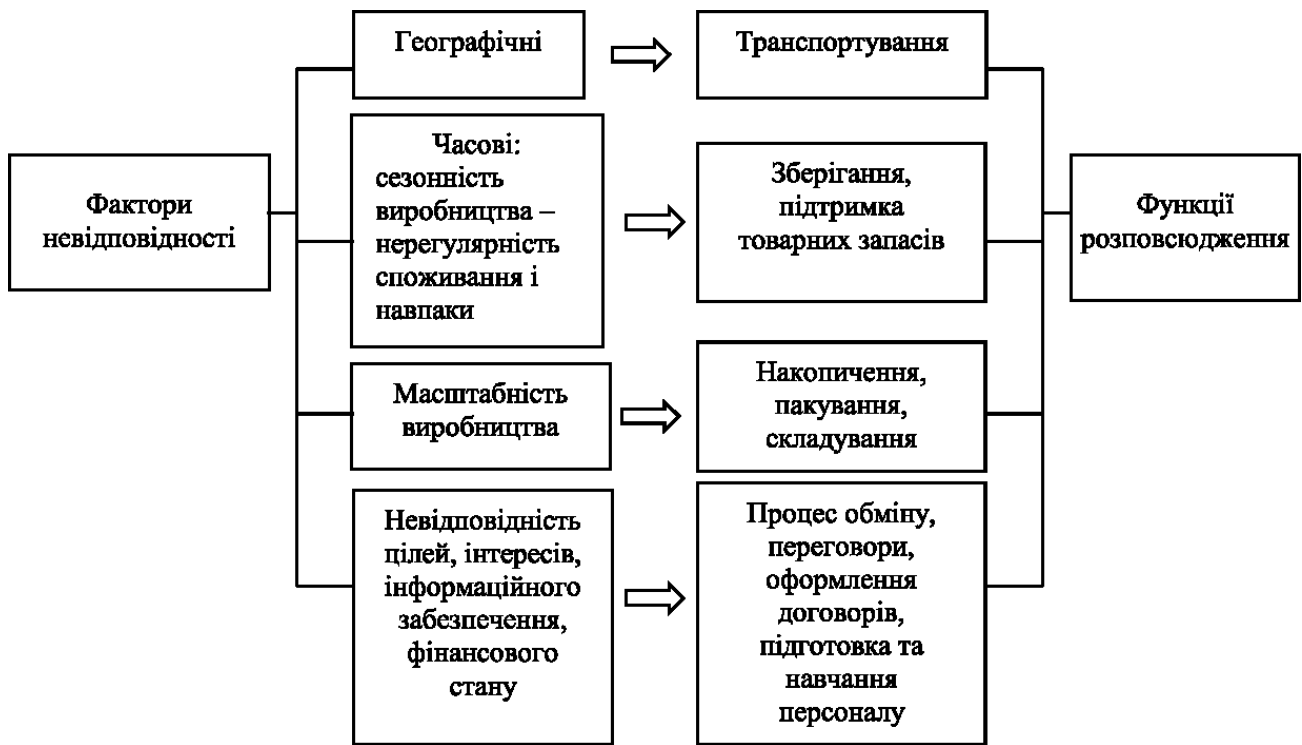 Географічні
Транспортування
Фактори
невідповідності
Часові:
сезонність
виробництва –
нерегулярність
споживання і
навпаки
Зберігання,
підтримка
товарних запасів
Функції
розповсюдження
Масштабність
виробництва
Накопичення,
пакування,
складування
Невідповідність
цілей, інтересів,
інформаційного
забезпечення,
фінансового
стану
Процес обміну,
переговори,
оформлення
договорів,
підготовка та
навчання
персоналу